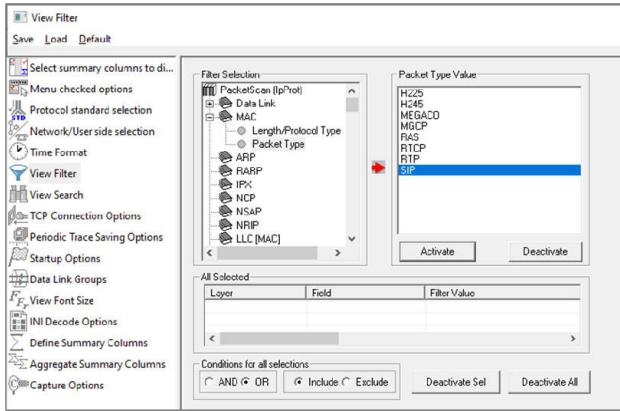 View Filter
Save Load Default
Select summary columns to di...
Menu checked options
Protocol standard selection
Network/User side selection
Time Format
View Filter
View Search
TCP Connection Options
Periodic Trace Saving Options
Startup Options
Data Link Groups
View Font Size
INI Decode Options
Define Summary Columns
Aggregate Summary Columns
Capture Options
Filter Selection
PacketScan (IpProt)
Data Link
MAC
Length/Protocol Type
Packet Type
ARP
RARP
IPX
NCP
NSAP
NRIP
LLC [MAC]
Packet Type Value
H225
H245
MEGACO
MGCP
RAS
RTCP
RTP
SIP
Activate Deactivate
All Selected
Layer Field Filter Value
Conditions for all selections
AND OR Include Exclude
Deactivate Sel Deactivate All